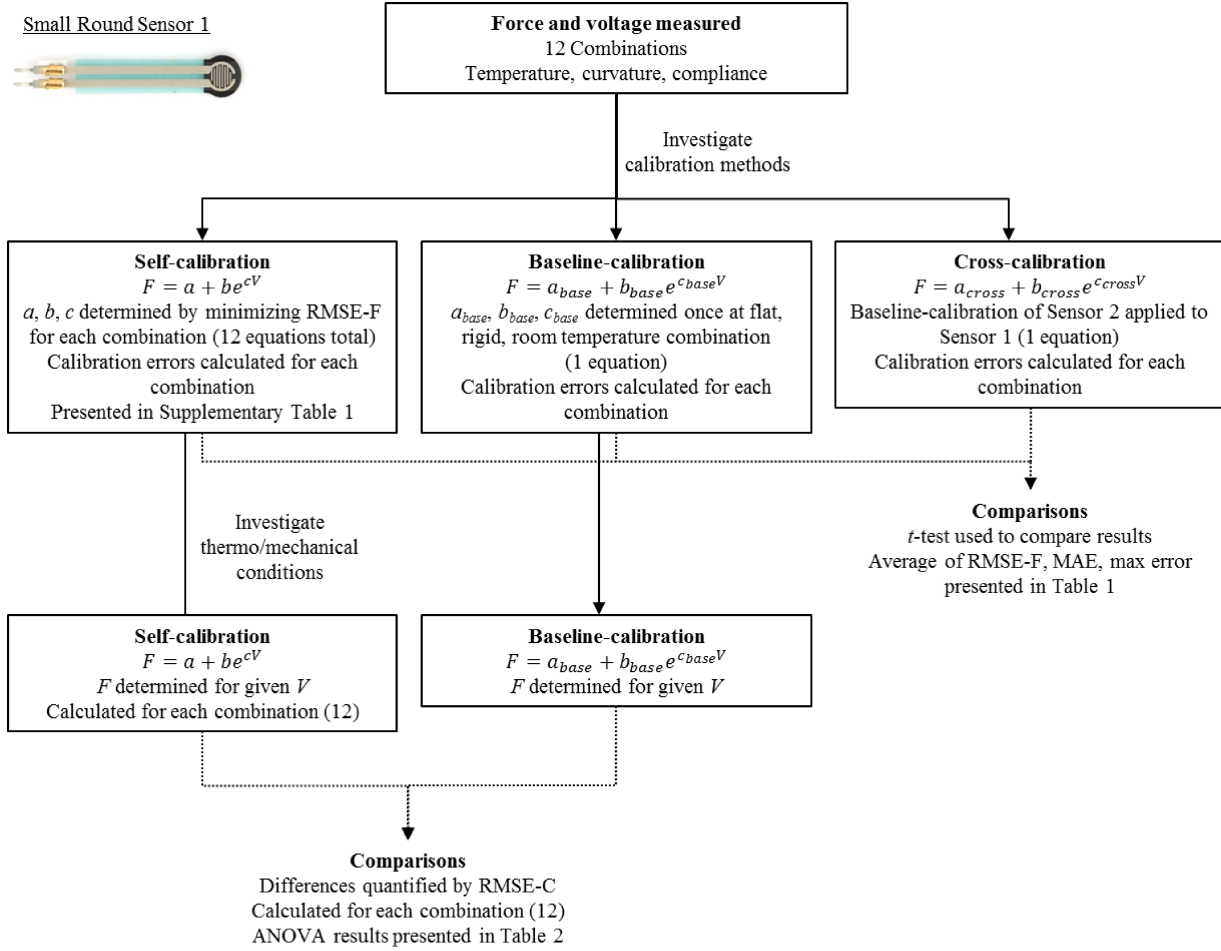 Small Round Sensor 1
Force and voltage measured
12 Combinations
Temperature, curvature, compliance
Investigate
calibration methods
Self-calibration
F = a + be^{cV}
a, b, c determined by minimizing RMSE-F
for each combination (12 equations total)
Calibration errors calculated for each
combination
Presented in Supplementary Table 1
Baseline-calibration
F = a_{base} + b_{base}e^{c_{base}V}
a_{base}, b_{base}, c_{base} determined once at flat,
rigid, room temperature combination
(1 equation)
Calibration errors calculated for each
combination
Cross-calibration
F = a_{cross} + b_{cross}e^{c_{cross}V}
Baseline-calibration of Sensor 2 applied to
Sensor 1 (1 equation)
Calibration errors calculated for each
combination
Comparisons
t-test used to compare results
Average of RMSE-F, MAE, max error
presented in Table 1
Investigate
thermo/mechanical
conditions
Self-calibration
F = a + be^{cV}
F determined for given V
Calculated for each combination (12)
Baseline-calibration
F = a_{base} + b_{base}e^{c_{base}V}
F determined for given V
Comparisons
Differences quantified by RMSE-C
Calculated for each combination (12)
ANOVA results presented in Table 2